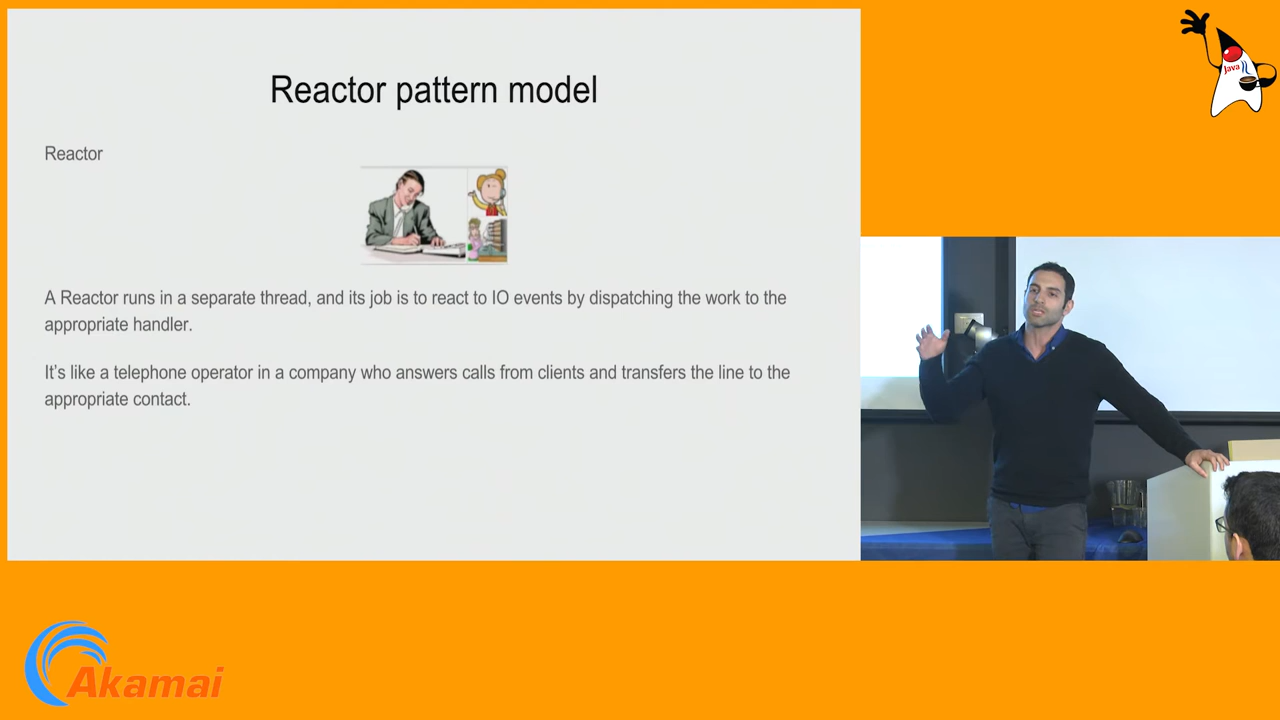 Reactor pattern model
Reactor
A Reactor runs in a separate thread, and its job is to react to IO events by dispatching the work to the
appropriate handler.
It's like a telephone operator in a company who answers calls from clients and transfers the line to the
appropriate contact.
Java
Akamai